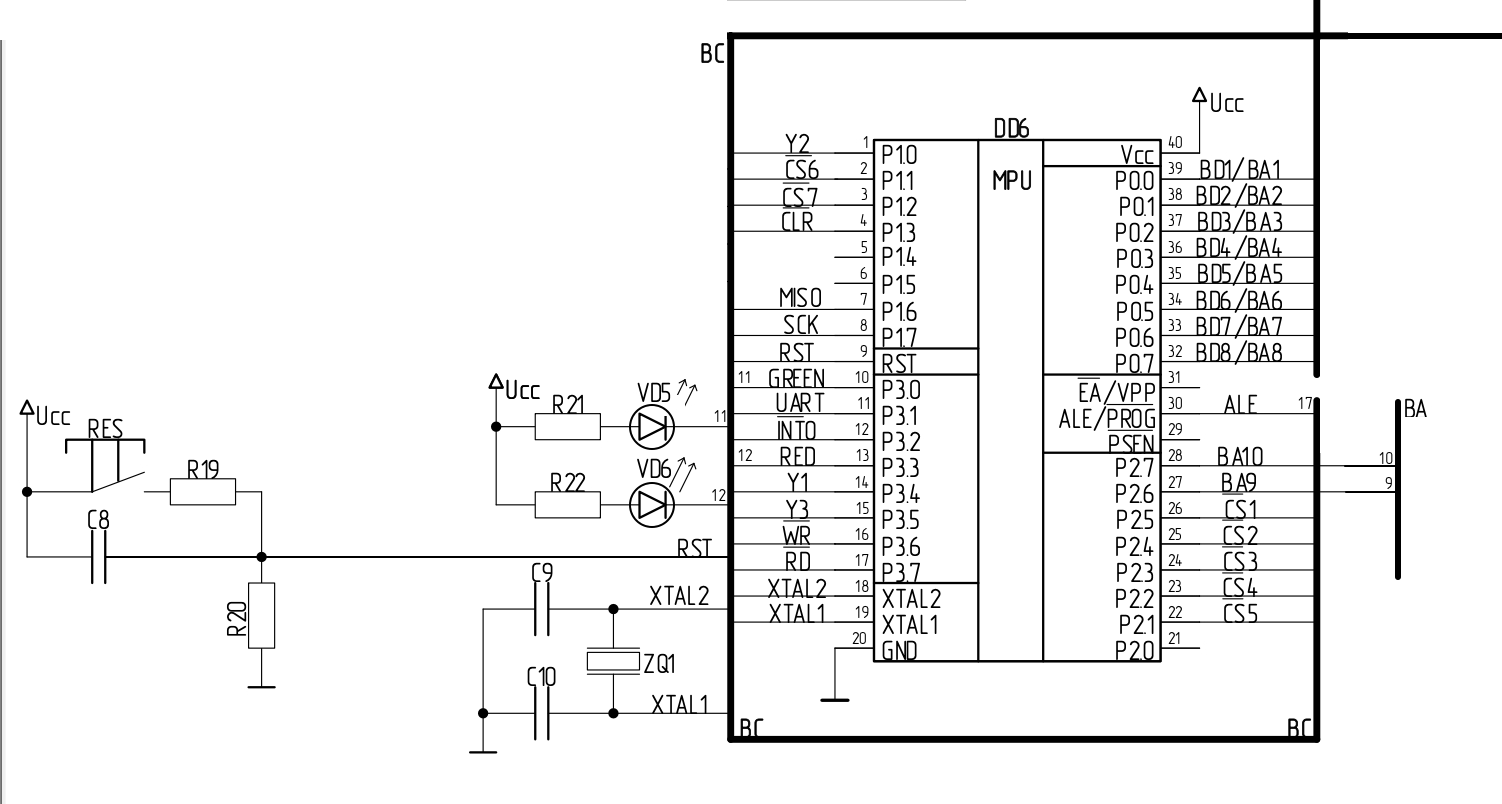 BC
Ucc
DD6
MPU
Y2 1 P1.0
CS6 2 P1.1
CS7 3 P1.2
CLR 4 P1.3
5 P1.4
6 P1.5
MISO 7 P1.6
SCK 8 P1.7
RST 9 RST
11 GREEN 10 P3.0
UART 11 P3.1
INTO 12 P3.2
12 RED 13 P3.3
Y1 14 P3.4
Y3 15 P3.5
WR 16 P3.6
RD 17 P3.7
XTAL2 18 XTAL2
XTAL1 19 XTAL1
20 GND
Vcc 40
P0.0 39 BD1/BA1
P0.1 38 BD2/BA2
P0.2 37 BD3/BA3
P0.3 36 BD4/BA4
P0.4 35 BD5/BA5
P0.5 34 BD6/BA6
P0.6 33 BD7/BA7
P0.7 32 BD8/BA8
EA/VPP 31
ALE/PROG 30 ALE 17
PSEN 29
P2.7 28 BA10 10
P2.6 27 BA9 9
P2.5 26 CS1
P2.4 25 CS2
P2.3 24 CS3
P2.2 23 CS4
P2.1 22 CS5
P2.0 21
BA
Ucc
RES
R19
C8
R20
RST
Ucc
R21
VD5
11
R22
VD6
12
C9
XTAL2
ZQ1
C10
XTAL1
BC
BC